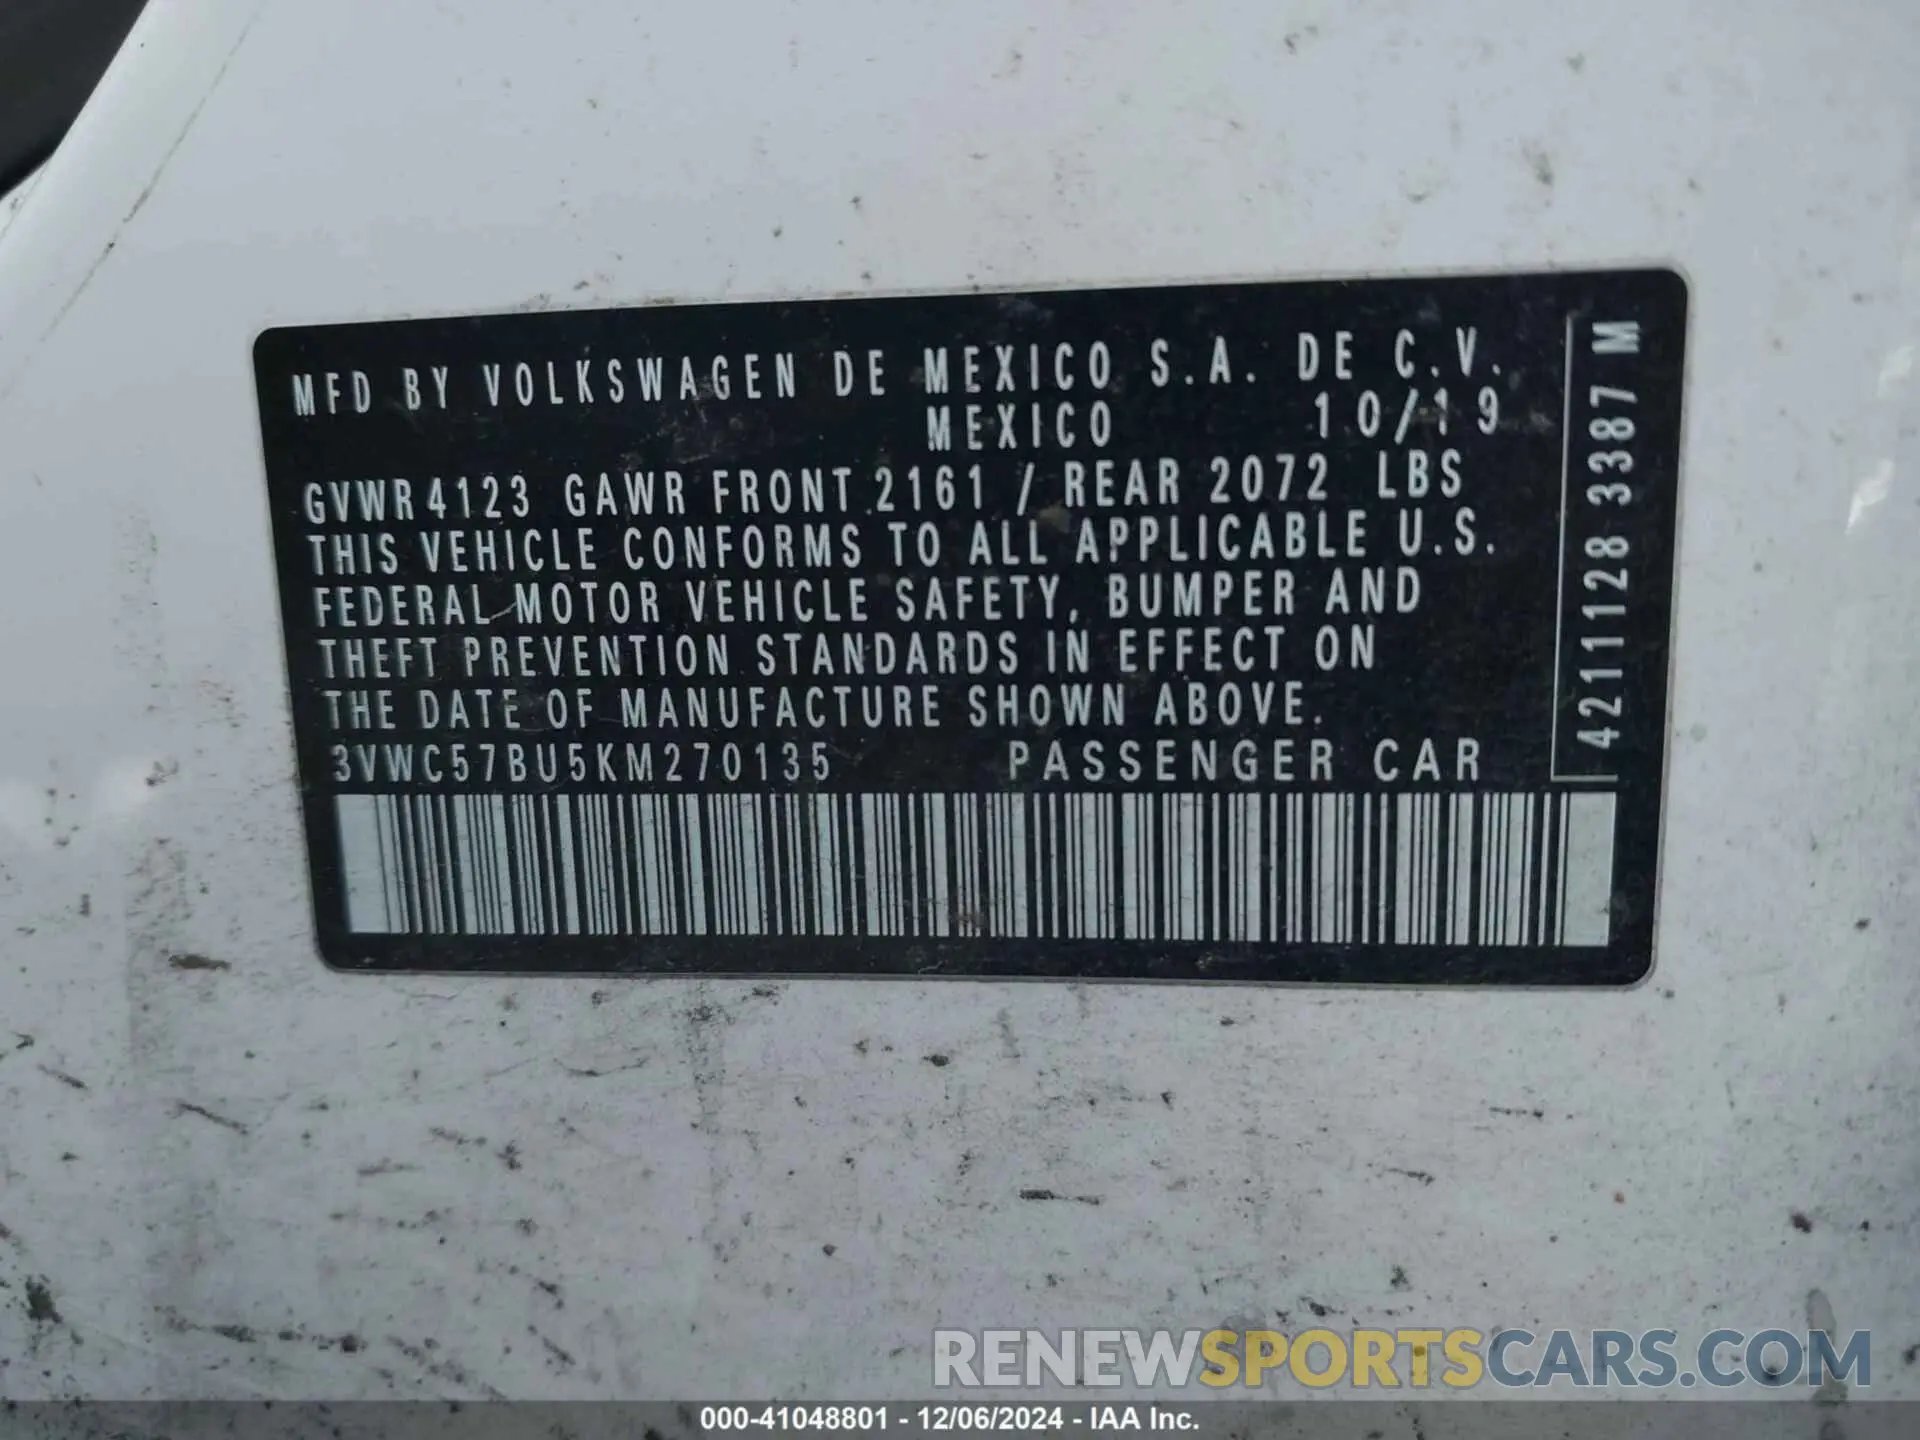 MFD BY VOLKSWAGEN DE MEXICO S.A. DE C.V.
MEXICO 10/19
GVWR 4123 GAWR FRONT 2161 / REAR 2072 LBS
THIS VEHICLE CONFORMS TO ALL APPLICABLE U.S.
FEDERAL MOTOR VEHICLE SAFETY, BUMPER AND
THEFT PREVENTION STANDARDS IN EFFECT ON
THE DATE OF MANUFACTURE SHOWN ABOVE.
3VWC57BU5KM270135 PASSENGER CAR
4211128 3387 M
RENEWSPORTSCARS.COM
000-41048801 - 12/06/2024 - IAA Inc.